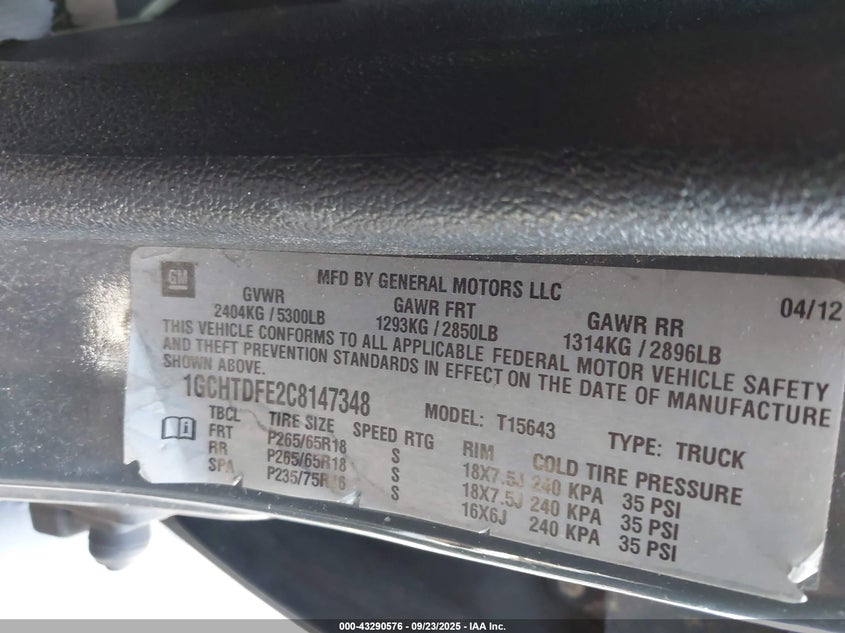 GM
MFD BY GENERAL MOTORS LLC
04/12
GVWR GAWR FRT GAWR RR
2404KG / 5300LB 1293KG / 2850LB 1314KG / 2896LB
THIS VEHICLE CONFORMS TO ALL APPLICABLE FEDERAL MOTOR VEHICLE SAFETY
AND THEFT PREVENTION STANDARDS IN EFFECT ON THE DATE OF MANUFACTURE
SHOWN ABOVE.
1GCHTDFE2C8147348 MODEL: T15643 TYPE: TRUCK
TBCL TIRE SIZE SPEED RTG RIM COLD TIRE PRESSURE
FRT P265/65R18 S 18X7.5J 240 KPA 35 PSI
RR P265/65R18 S 18X7.5J 240 KPA 35 PSI
SPA P235/75R16 S 16X6J 240 KPA 35 PSI
000-43290576 - 09/23/2025 - IAA Inc.